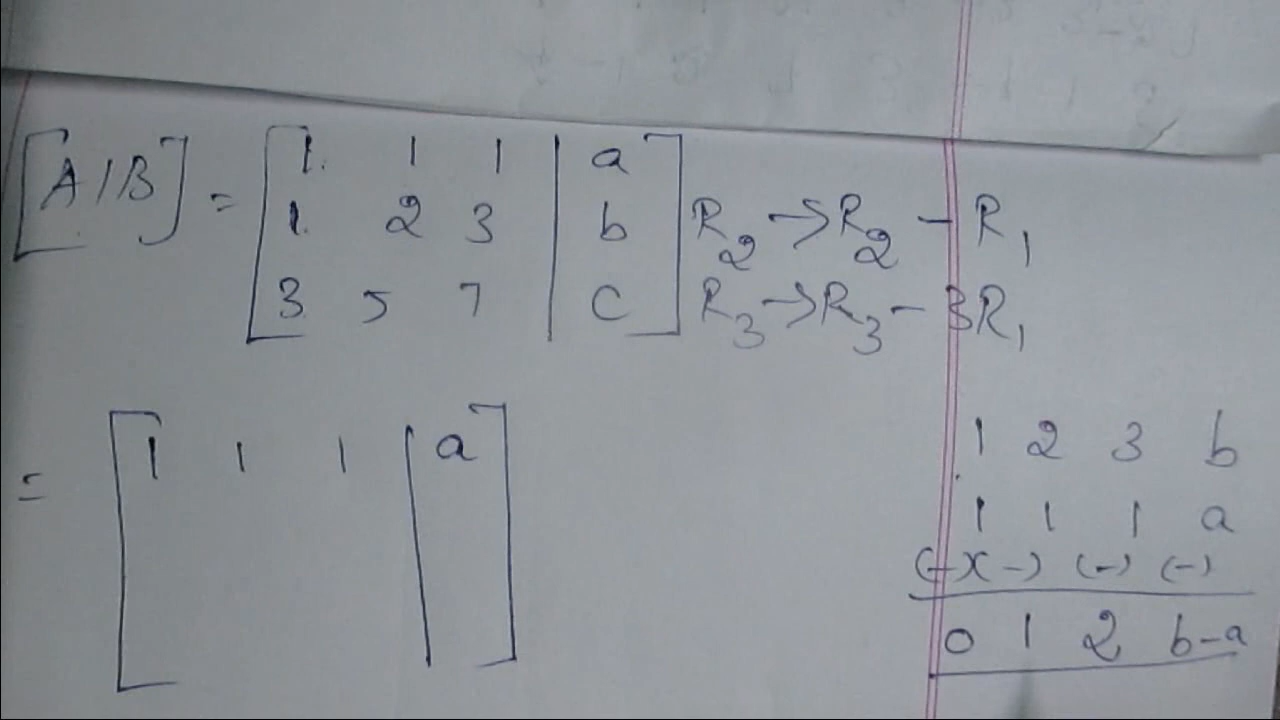 [A/B] = [ 1 1 1 | a ]
1 2 3 | b R₂ → R₂ - R₁
3 5 7 | c ] R₃ → R₃ - 3R₁
= [ 1 1 1 | a ]
1 2 3 b
1 1 1 a
(-) (-) (-) (-)
0 1 2 b-a